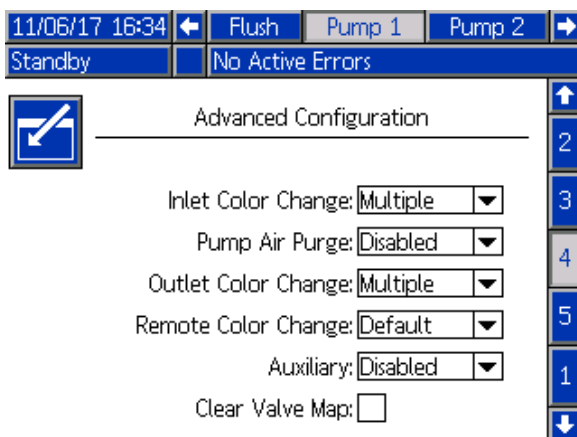 11/06/17 16:34 Flush Pump 1 Pump 2
Standby No Active Errors
Advanced Configuration
2
Inlet Color Change: Multiple
3
Pump Air Purge: Disabled
4
Outlet Color Change: Multiple
Remote Color Change: Default
5
Auxiliary: Disabled
1
Clear Valve Map: